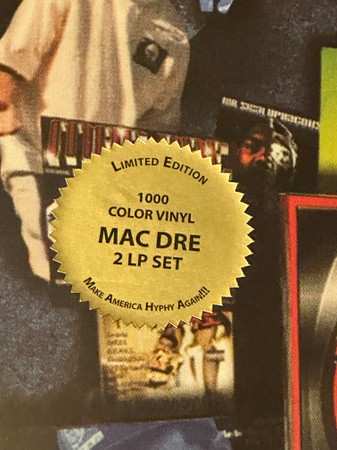 Limited Edition
1000
COLOR VINYL
MAC DRE
2 LP SET
Make America Hyphy Again!!!